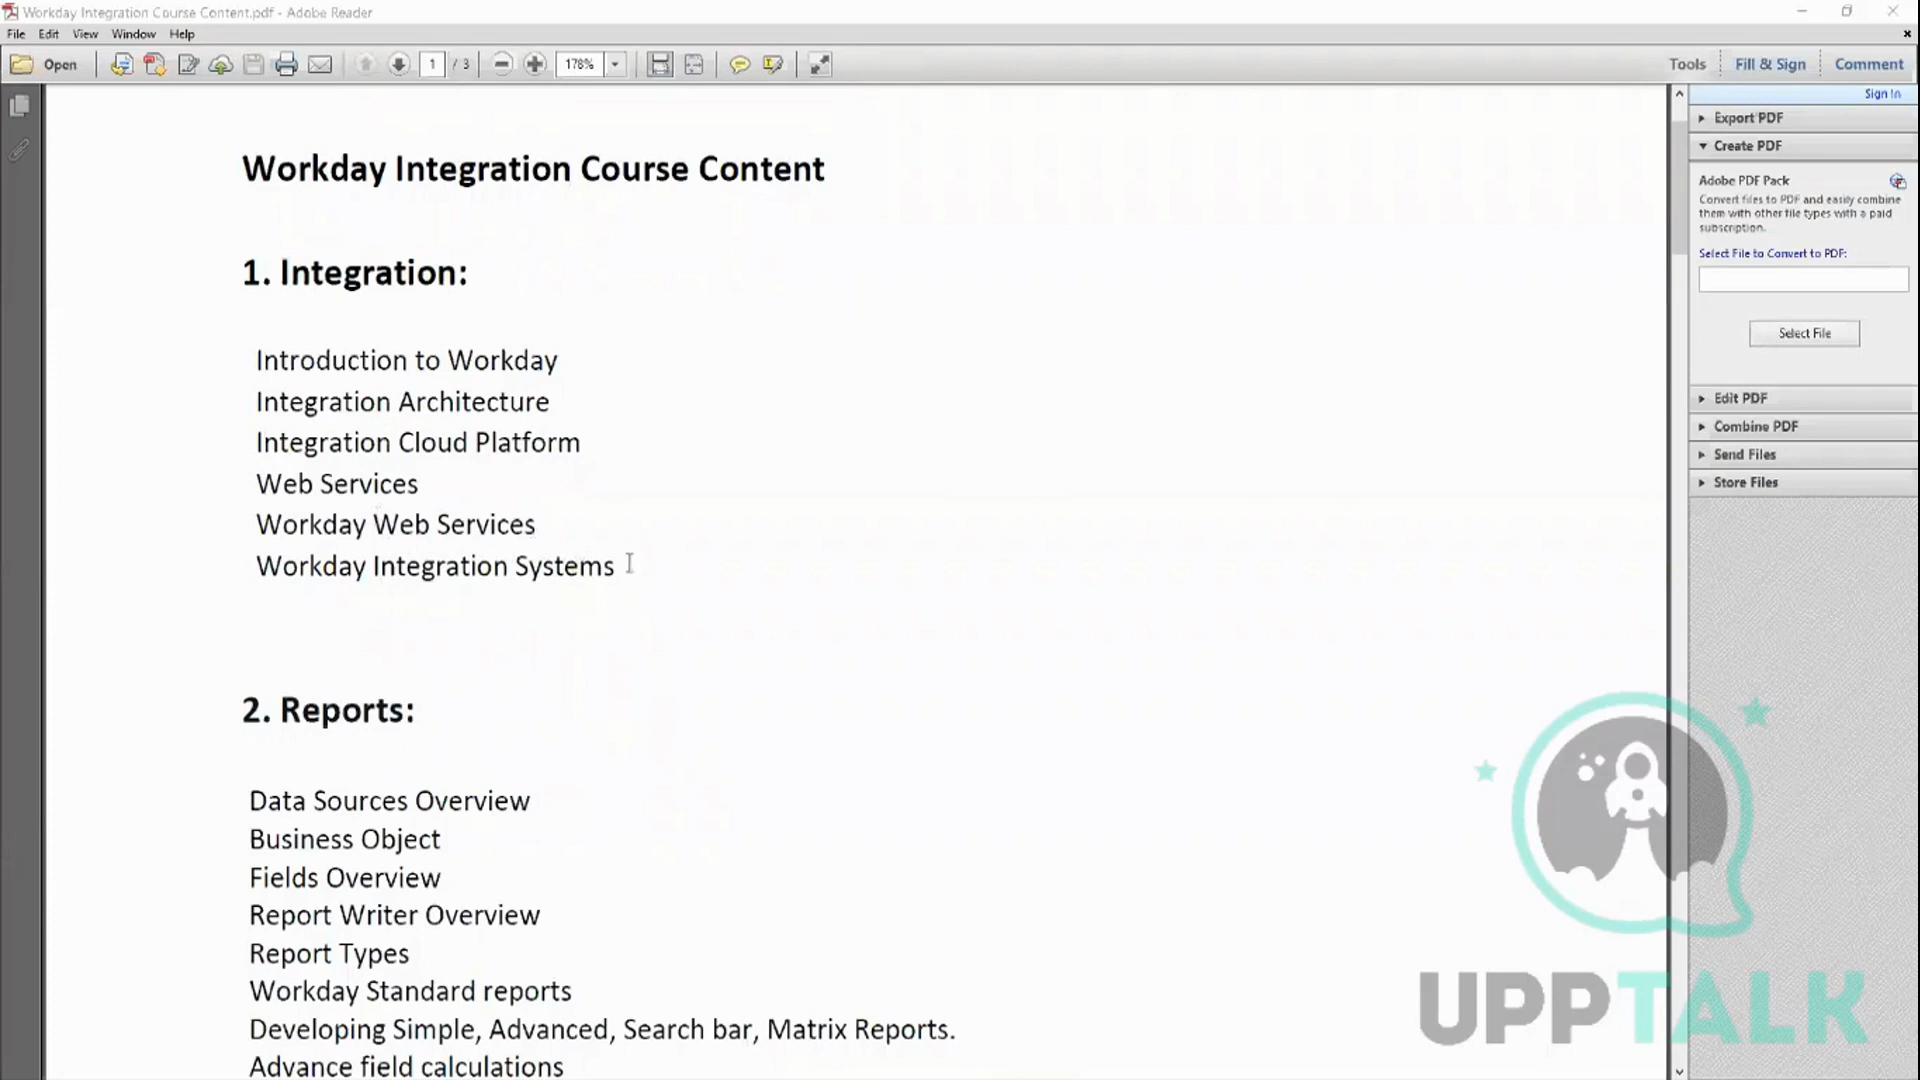 Workday Integration Course Content.pdf - Adobe Reader
File Edit View Window Help
Open 1 / 3 178% Tools Fill & Sign Comment
Sign In
Export PDF
Create PDF
Adobe PDF Pack
Convert files to PDF and easily combine
them with other file types with a paid
subscription.
Select File to Convert to PDF:
Select File
Edit PDF
Combine PDF
Send Files
Store Files
Workday Integration Course Content
1. Integration:
Introduction to Workday
Integration Architecture
Integration Cloud Platform
Web Services
Workday Web Services
Workday Integration Systems
2. Reports:
Data Sources Overview
Business Object
Fields Overview
Report Writer Overview
Report Types
Workday Standard reports
Developing Simple, Advanced, Search bar, Matrix Reports.
Advance field calculations
UPPTALK